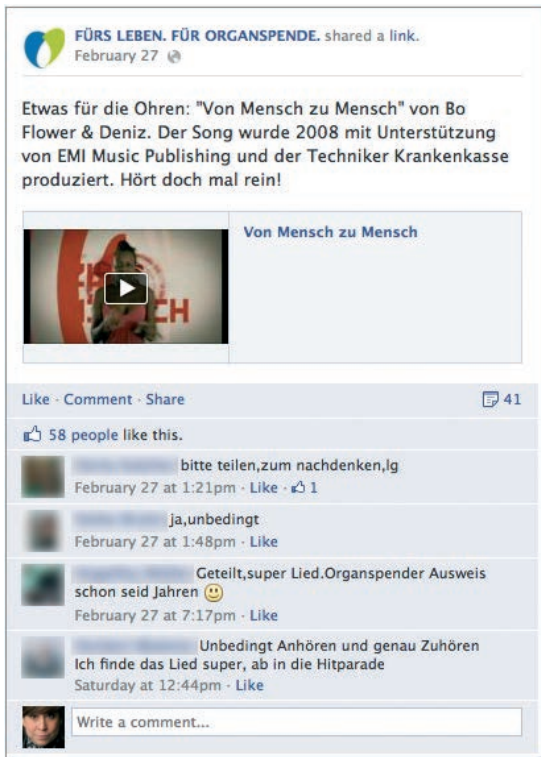 FÜRS LEBEN. FÜR ORGANSPENDE. shared a link.
February 27
Etwas für die Ohren: "Von Mensch zu Mensch" von Bo
Flower & Deniz. Der Song wurde 2008 mit Unterstützung
von EMI Music Publishing und der Techniker Krankenkasse
produziert. Hört doch mal rein!
Von Mensch zu Mensch
Like · Comment · Share 41
58 people like this.
bitte teilen,zum nachdenken,lg
February 27 at 1:21pm · Like · 1
ja,unbedingt
February 27 at 1:48pm · Like
Geteilt,super Lied.Organspender Ausweis
schon seid Jahren
February 27 at 7:17pm · Like
Unbedingt Anhören und genau Zuhören
Ich finde das Lied super, ab in die Hitparade
Saturday at 12:44pm · Like
Write a comment...